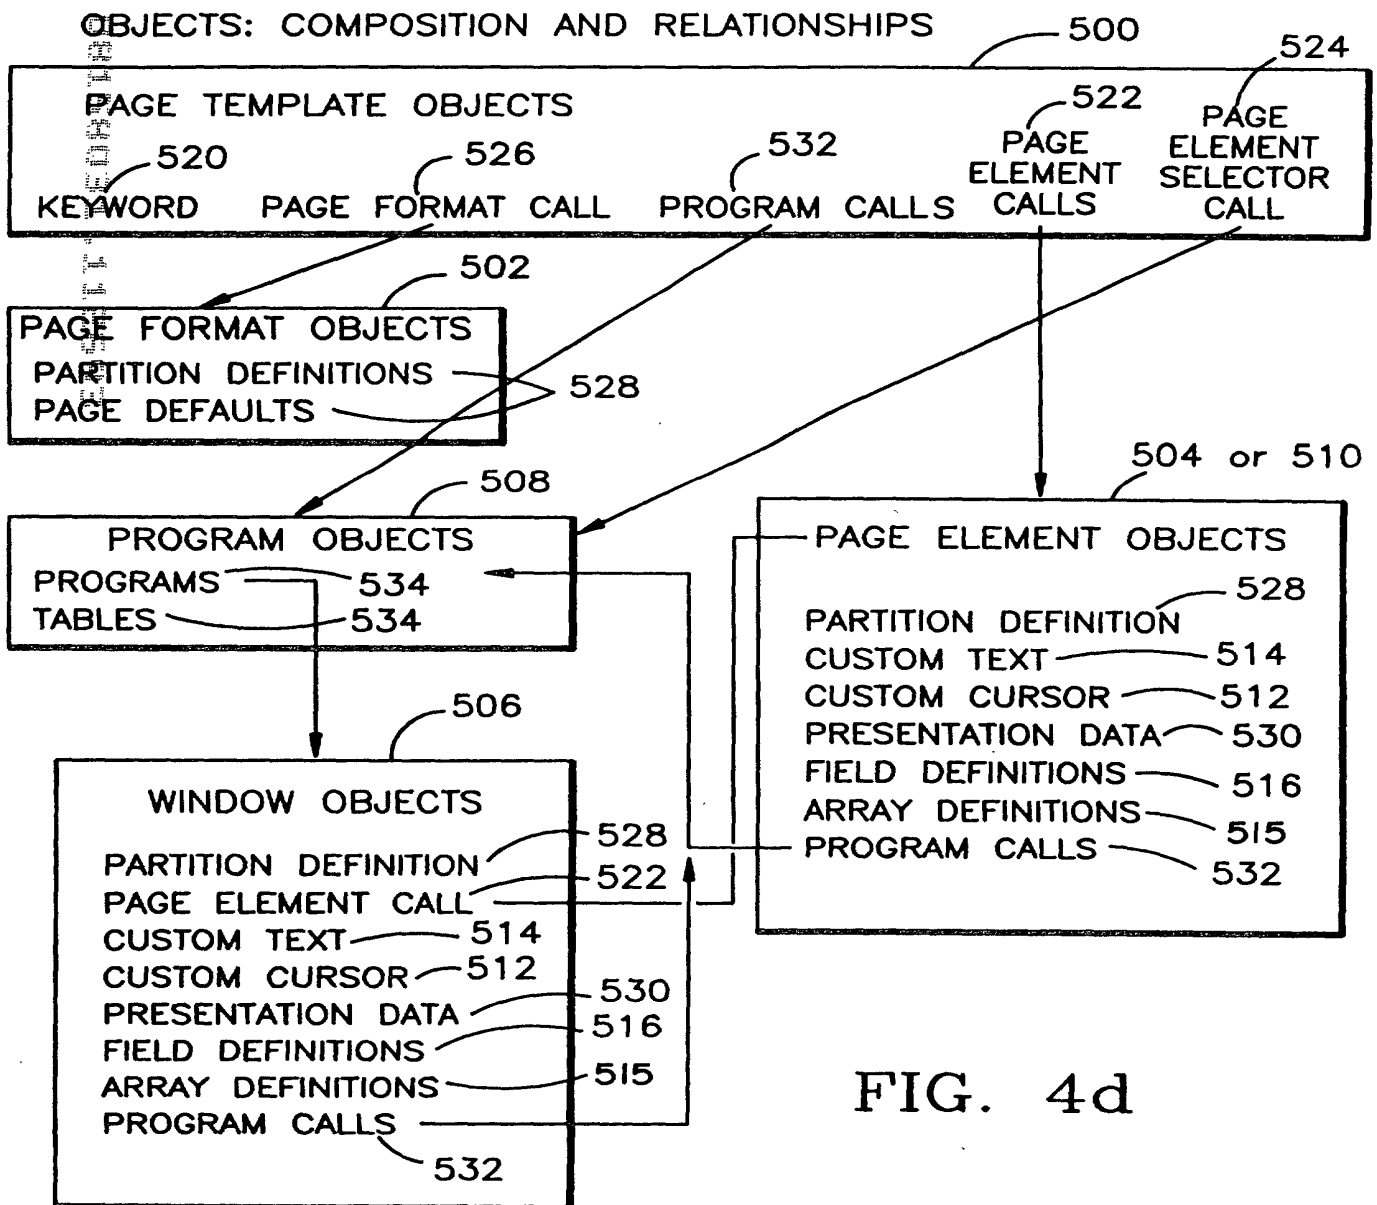 OBJECTS: COMPOSITION AND RELATIONSHIPS
500
524
PAGE TEMPLATE OBJECTS
522
PAGE
ELEMENT
SELECTOR
CALL
PAGE
ELEMENT
CALLS
520
526
532
KEYWORD
PAGE FORMAT CALL
PROGRAM CALLS
502
PAGE FORMAT OBJECTS
PARTITION DEFINITIONS
PAGE DEFAULTS
528
508
PROGRAM OBJECTS
PROGRAMS 534
TABLES 534
504 or 510
PAGE ELEMENT OBJECTS
528
PARTITION DEFINITION
CUSTOM TEXT 514
CUSTOM CURSOR 512
PRESENTATION DATA 530
FIELD DEFINITIONS 516
ARRAY DEFINITIONS 515
PROGRAM CALLS 532
506
WINDOW OBJECTS
PARTITION DEFINITION 528
PAGE ELEMENT CALL 522
CUSTOM TEXT 514
CUSTOM CURSOR 512
PRESENTATION DATA 530
FIELD DEFINITIONS 516
ARRAY DEFINITIONS 515
PROGRAM CALLS
532
FIG. 4d